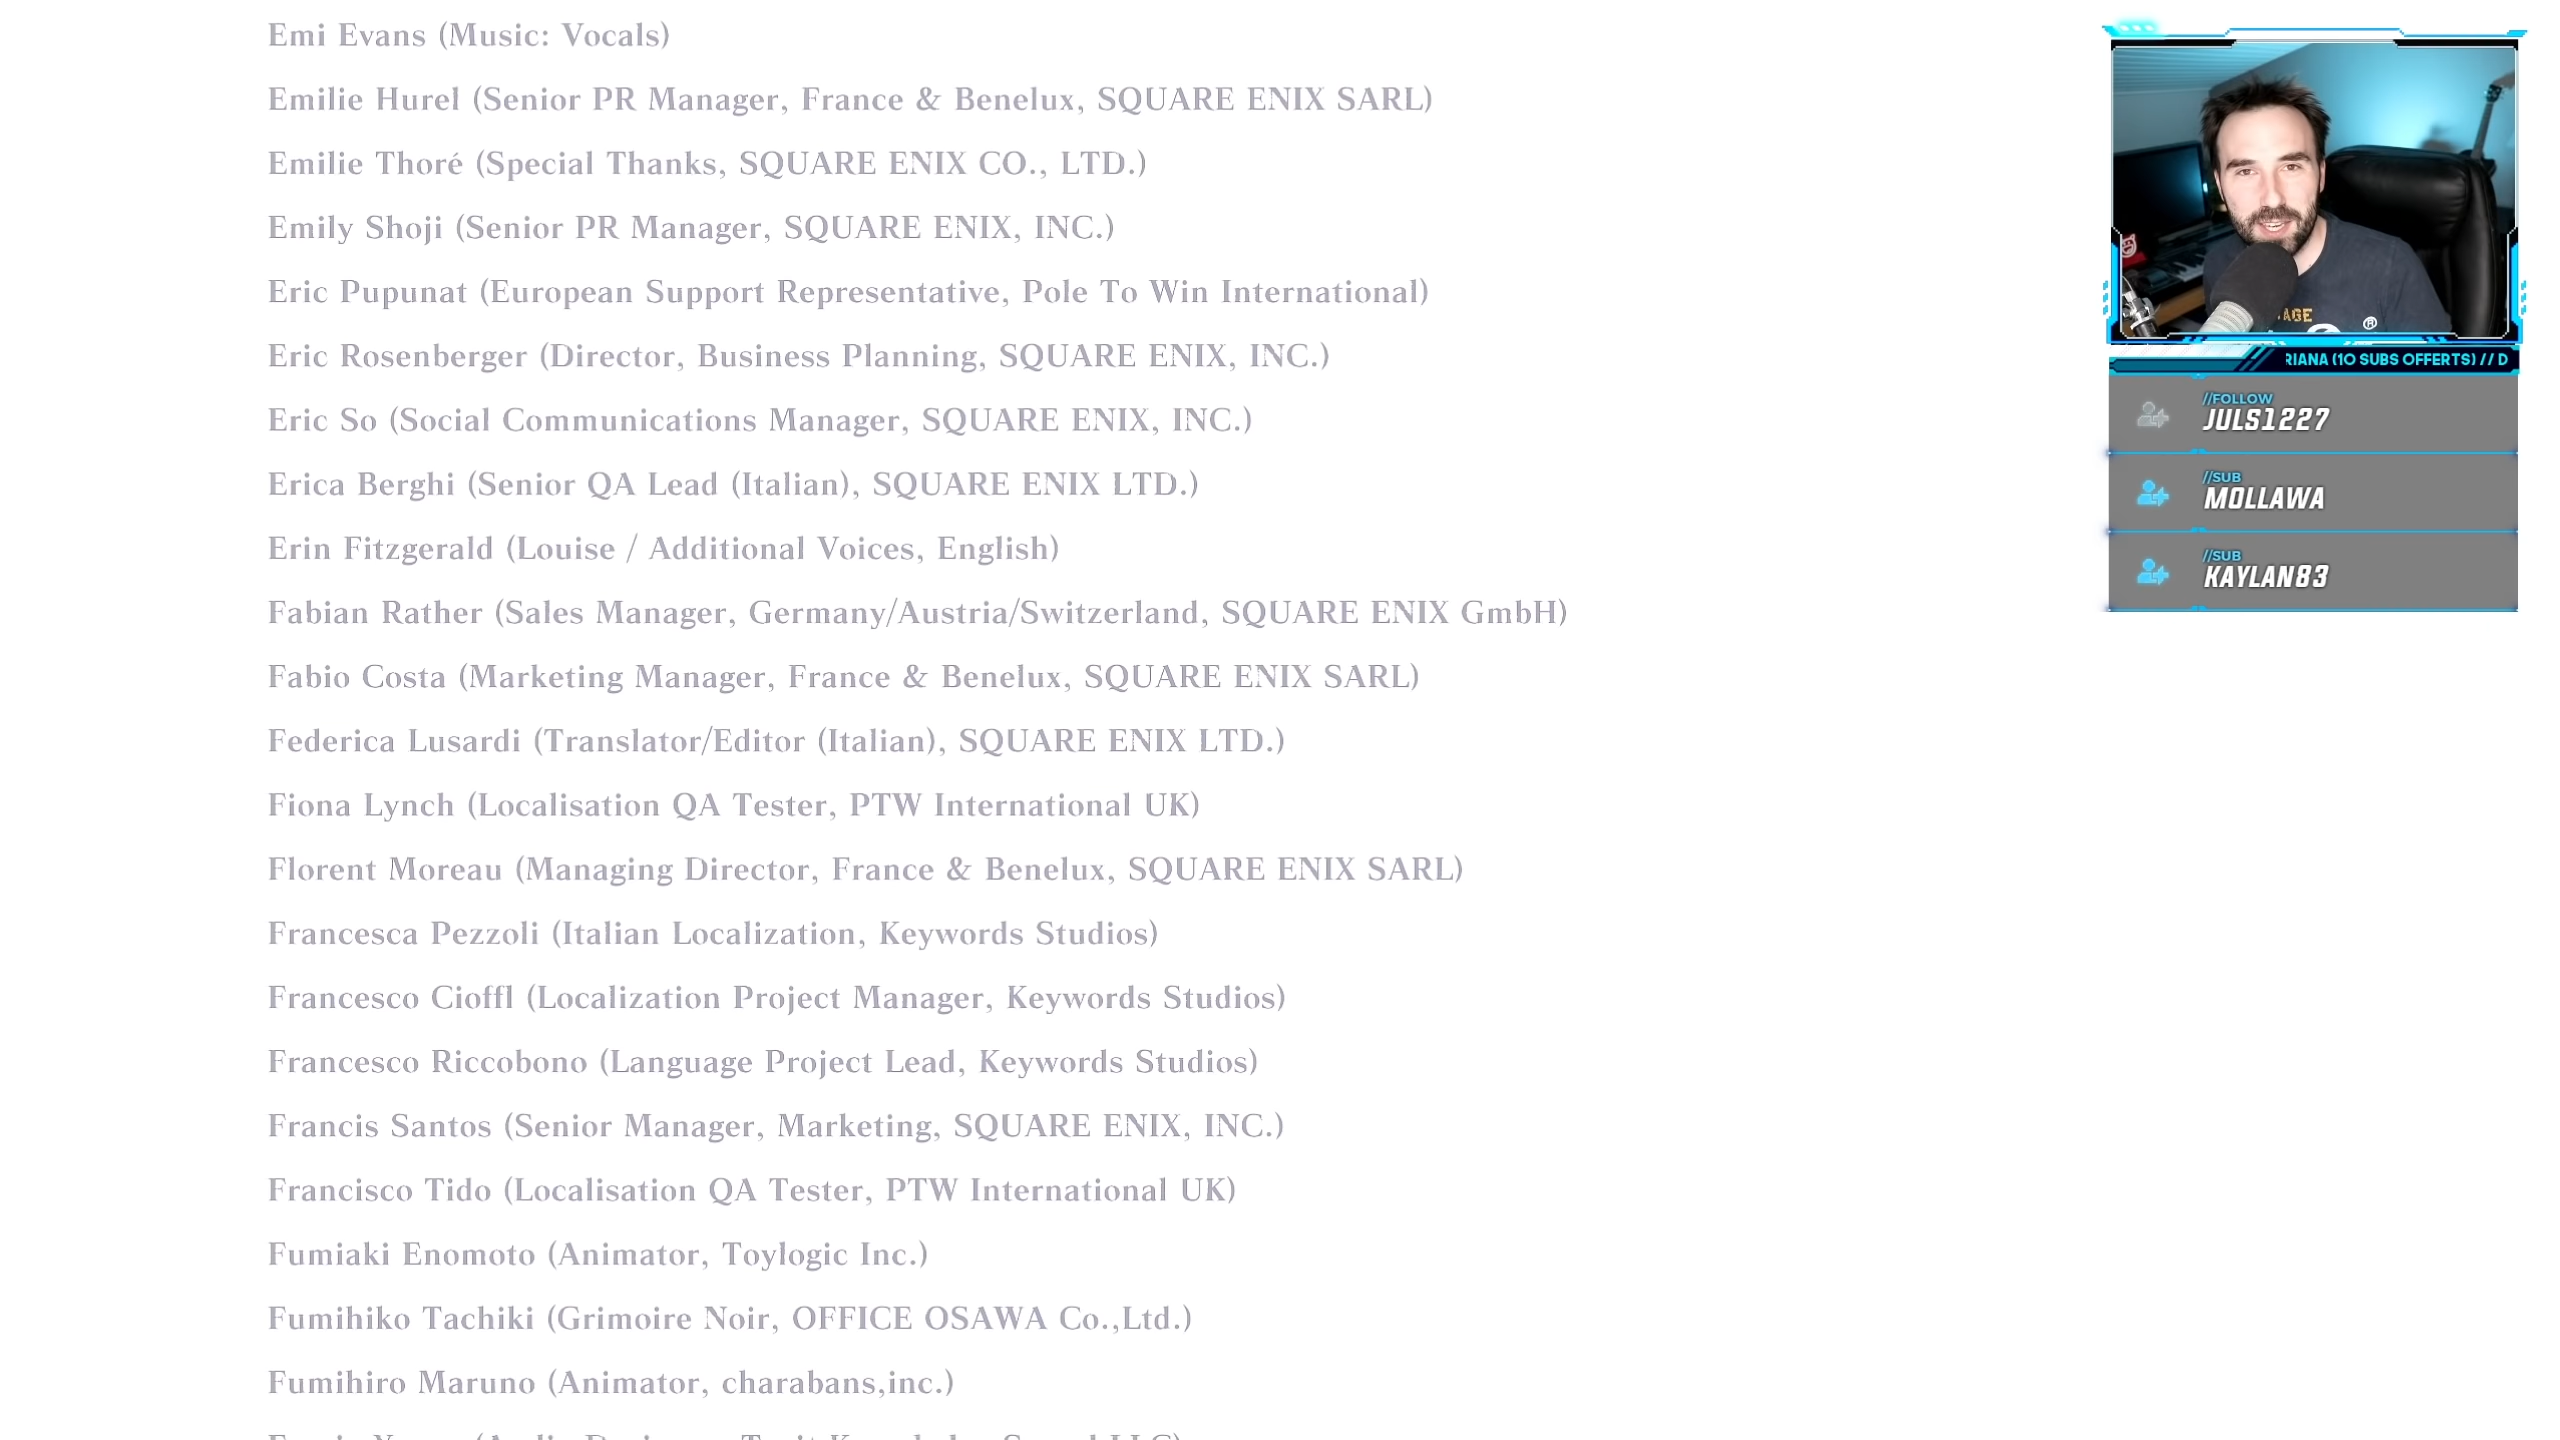 Emi Evans (Music: Vocals)
Emilie Hurel (Senior PR Manager, France & Benelux, SQUARE ENIX SARL)
Emilie Thoré (Special Thanks, SQUARE ENIX CO., LTD.)
Emily Shoji (Senior PR Manager, SQUARE ENIX, INC.)
Eric Pupunat (European Support Representative, Pole To Win International)
Eric Rosenberger (Director, Business Planning, SQUARE ENIX, INC.)
Eric So (Social Communications Manager, SQUARE ENIX, INC.)
Erica Berghi (Senior QA Lead (Italian), SQUARE ENIX LTD.)
Erin Fitzgerald (Louise / Additional Voices, English)
Fabian Rather (Sales Manager, Germany/Austria/Switzerland, SQUARE ENIX GmbH)
Fabio Costa (Marketing Manager, France & Benelux, SQUARE ENIX SARL)
Federica Lusardi (Translator/Editor (Italian), SQUARE ENIX LTD.)
Fiona Lynch (Localisation QA Tester, PTW International UK)
Florent Moreau (Managing Director, France & Benelux, SQUARE ENIX SARL)
Francesca Pezzoli (Italian Localization, Keywords Studios)
Francesco Cioffl (Localization Project Manager, Keywords Studios)
Francesco Riccobono (Language Project Lead, Keywords Studios)
Francis Santos (Senior Manager, Marketing, SQUARE ENIX, INC.)
Francisco Tido (Localisation QA Tester, PTW International UK)
Fumiaki Enomoto (Animator, Toylogic Inc.)
Fumihiko Tachiki (Grimoire Noir, OFFICE OSAWA Co.,Ltd.)
Fumihiro Maruno (Animator, charabans,inc.)
AGE
®
RIANA (10 SUBS OFFERTS) // D
//FOLLOW
JULS1227
//SUB
MOLLAWA
//SUB
KAYLAN83